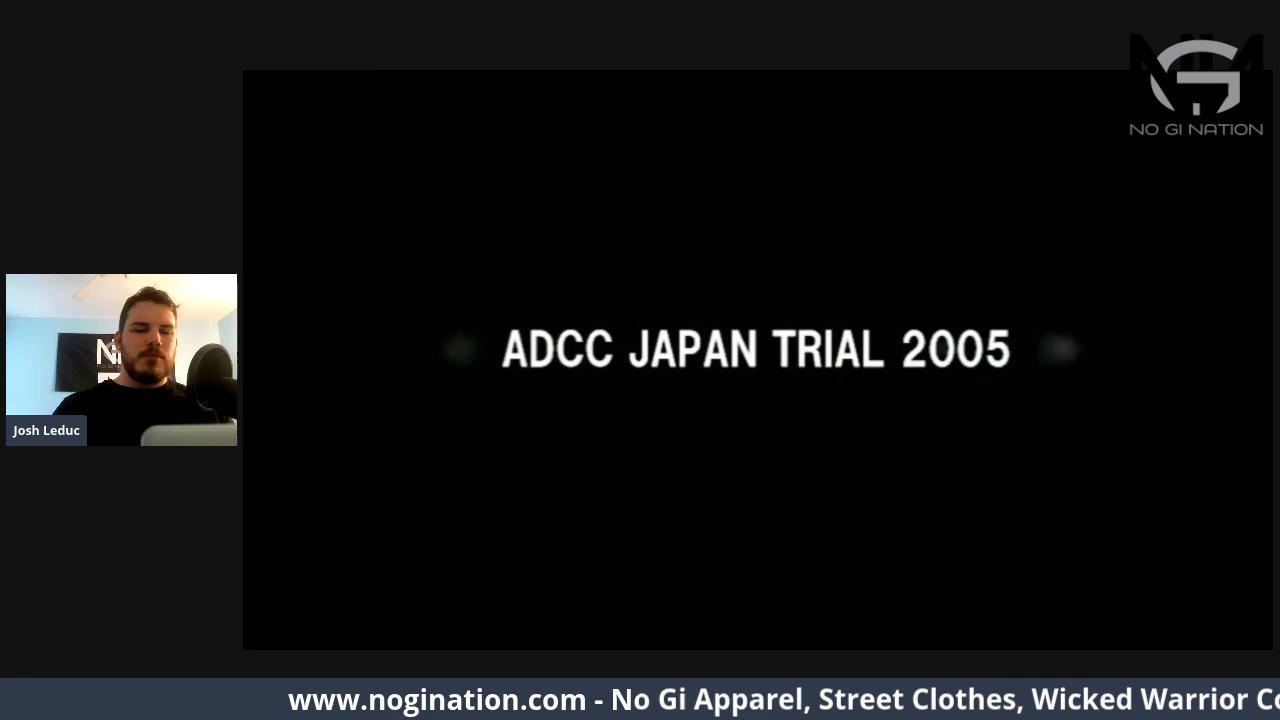 NO GI NATION
ADCC JAPAN TRIAL 2005
Josh Leduc
www.nogination.com - No Gi Apparel, Street Clothes, Wicked Warrior Co